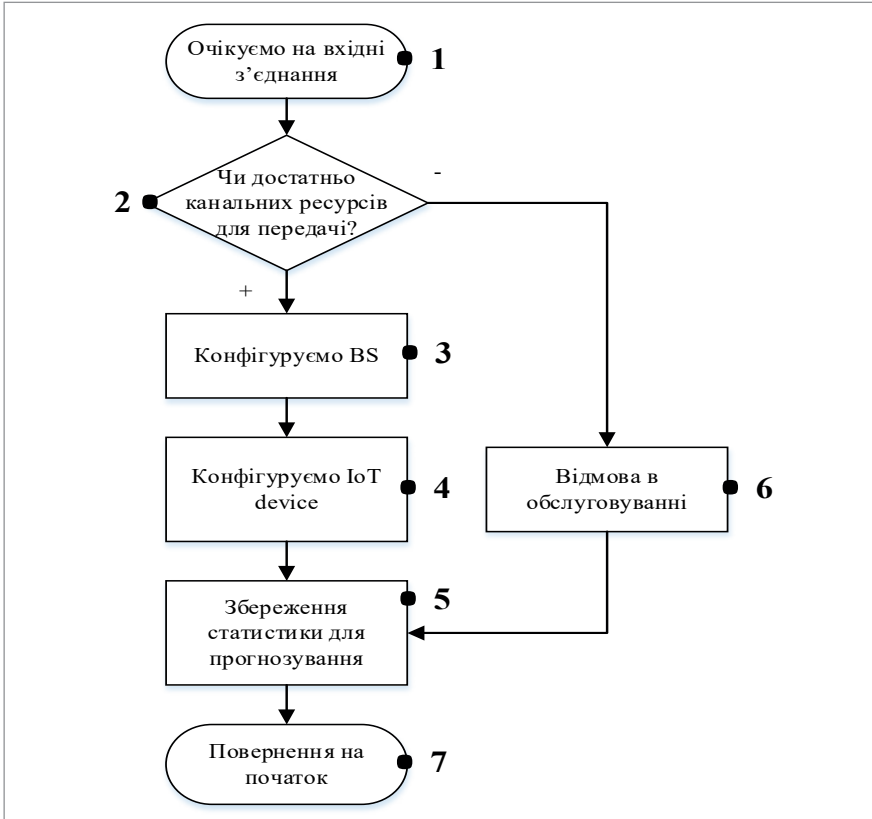 Очікуємо на вхідні
з’єднання
1
Чи достатньо
канальних ресурсів
для передачі?
2
-
+
Конфігуруємо BS
3
Конфігуруємо IoT
device
4
Відмова в
обслуговуванні
6
Збереження
статистики для
прогнозування
5
Повернення на
початок
7